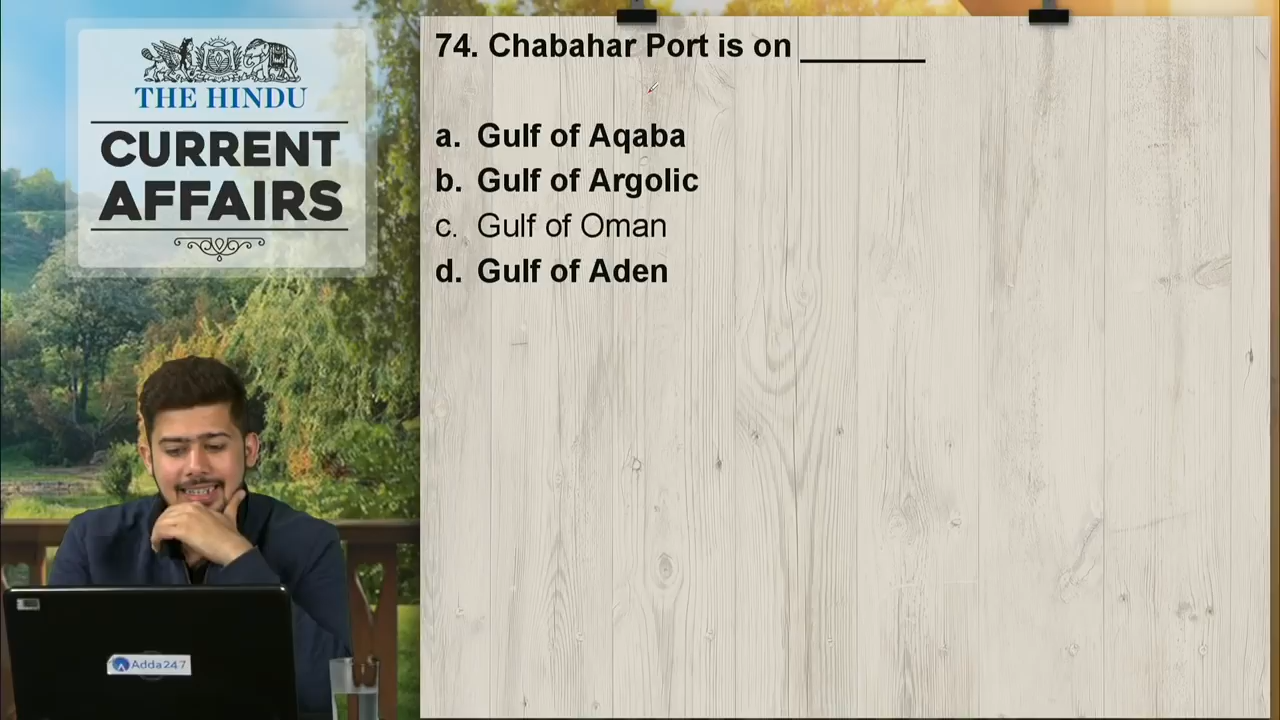 THE HINDU
CURRENT
AFFAIRS
74. Chabahar Port is on _______
a. Gulf of Aqaba
b. Gulf of Argolic
c. Gulf of Oman
d. Gulf of Aden
Adda247